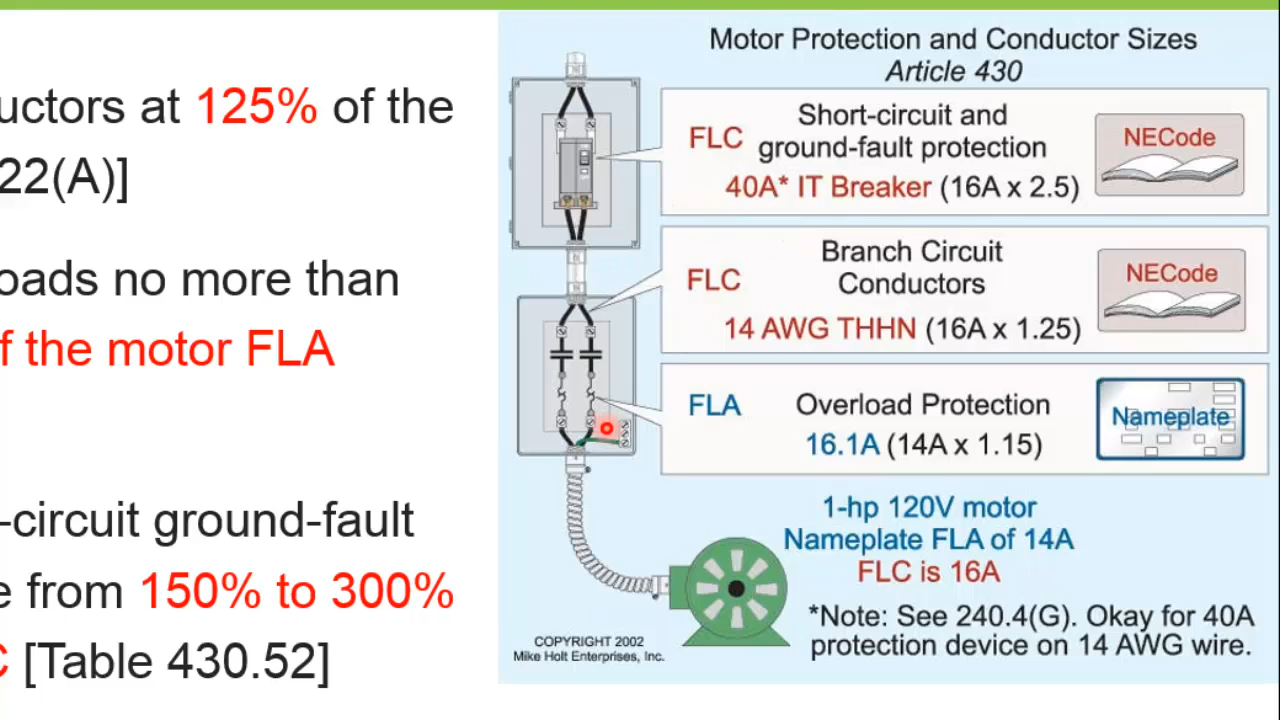 uctors at 125% of the
22(A)]
oads no more than
f the motor FLA
-circuit ground-fault
e from 150% to 300%
C [Table 430.52]
Motor Protection and Conductor Sizes
Article 430
Short-circuit and
FLC ground-fault protection
40A* IT Breaker (16A x 2.5)
NECode
Branch Circuit
FLC Conductors
14 AWG THHN (16A x 1.25)
NECode
FLA Overload Protection
16.1A (14A x 1.15)
Nameplate
1-hp 120V motor
Nameplate FLA of 14A
FLC is 16A
*Note: See 240.4(G). Okay for 40A
protection device on 14 AWG wire.
COPYRIGHT 2002
Mike Holt Enterprises, Inc.